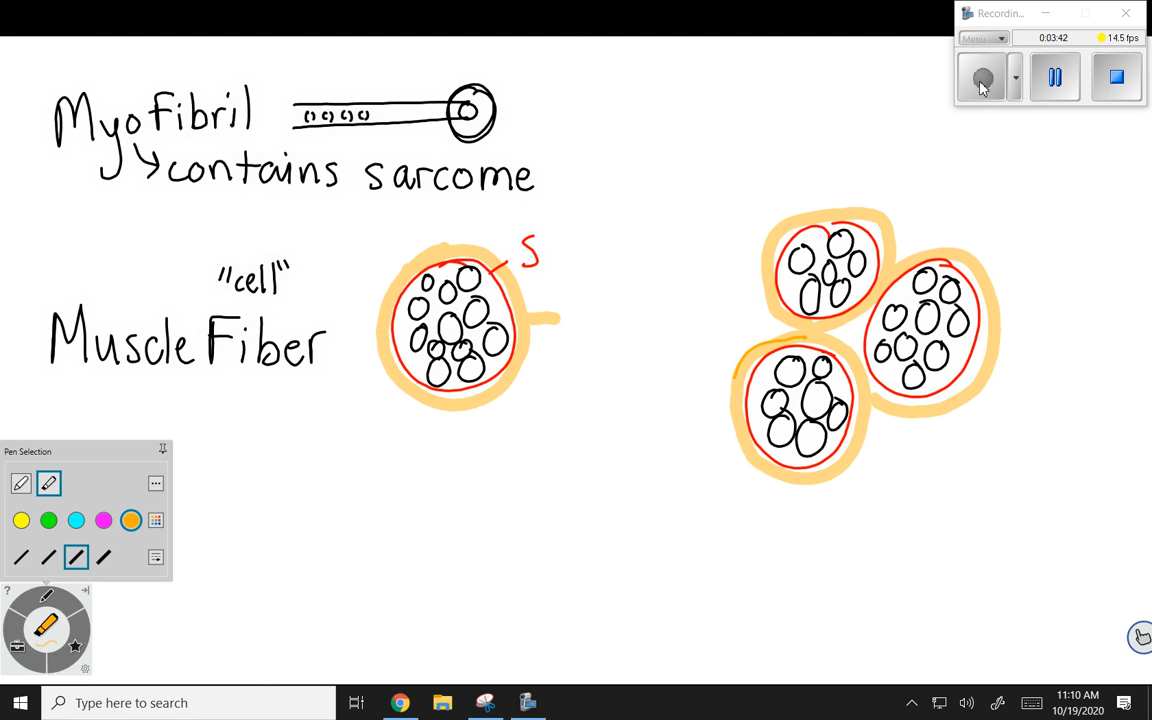 Recordin...
Menu
0:03:42
14.5 fps
Myofibril
contains sarcome
S
"cell"
Muscle Fiber
Pen Selection
?
Type here to search
11:10 AM
10/19/2020